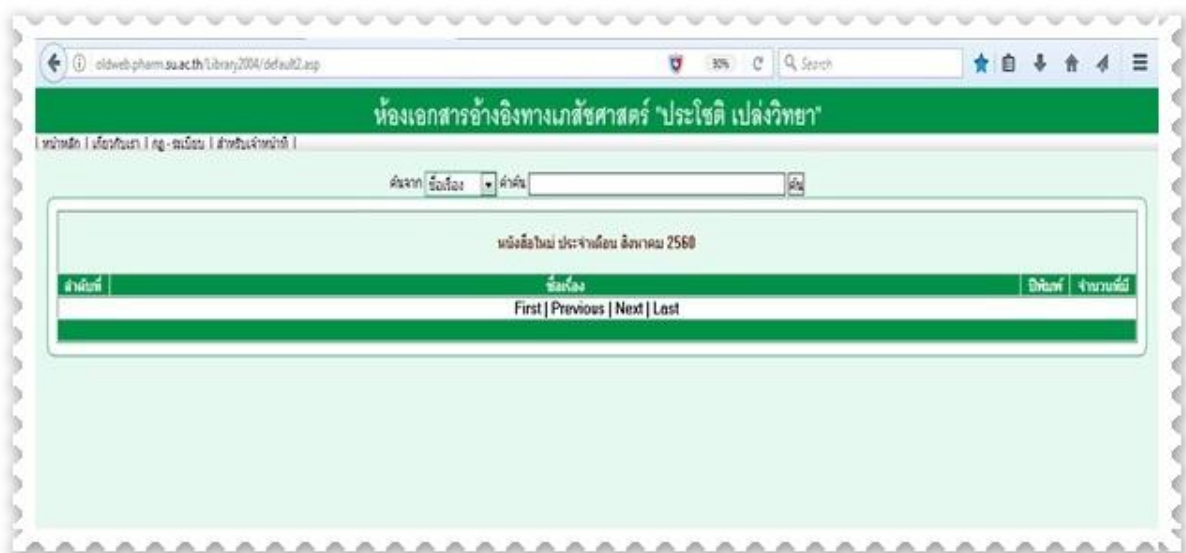 oldweb.pharm.su.ac.th/Library2004/default2.asp 90% Search
ห้องเอกสารอ้างอิงทางเภสัชศาสตร์ "ประโชติ เปล่งวิทยา"
| หน้าหลัก | เกี่ยวกับเรา | กฎ - ระเบียบ | สำหรับเจ้าหน้าที่ |
ค้นจาก ชื่อเรื่อง คำค้น ค้น
หนังสือใหม่ ประจำเดือน สิงหาคม 2560
ลำดับที่ ชื่อเรื่อง ปีพิมพ์ จำนวนที่มี
First | Previous | Next | Last